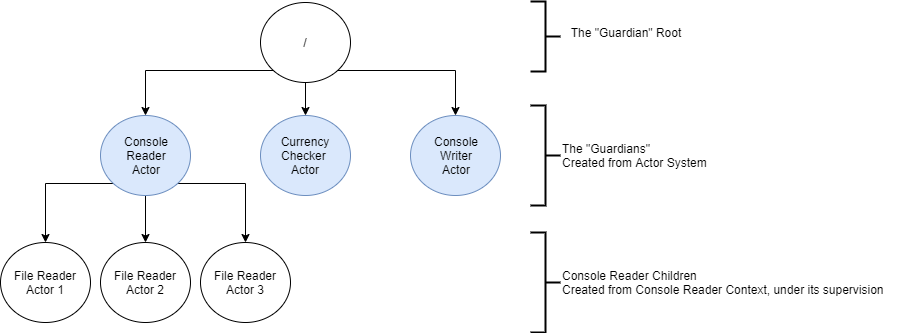 /
The "Guardian" Root
Console
Reader
Actor
Currency
Checker
Actor
Console
Writer
Actor
The "Guardians"
Created from Actor System
File Reader
Actor 1
File Reader
Actor 2
File Reader
Actor 3
Console Reader Children
Created from Console Reader Context, under its supervision